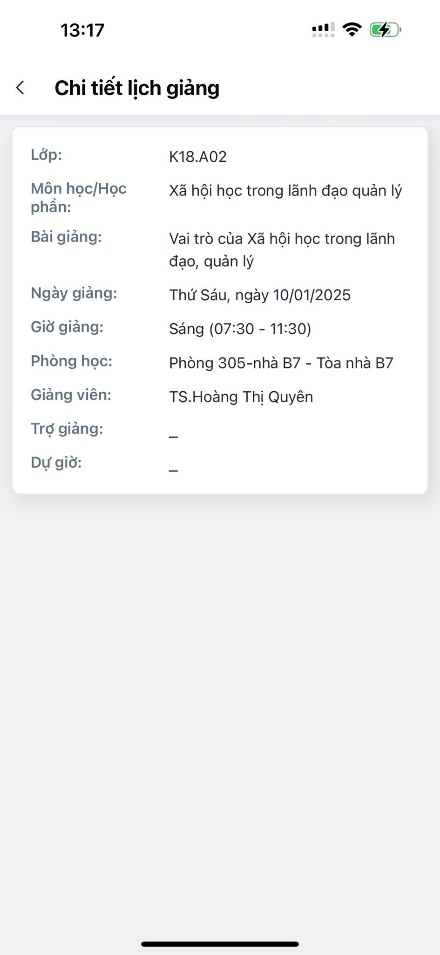 13:17
Chi tiết lịch giảng
Lớp: K18.A02
Môn học/Học Xã hội học trong lãnh đạo quản lý
phần:
Bài giảng: Vai trò của Xã hội học trong lãnh
đạo, quản lý
Ngày giảng: Thứ Sáu, ngày 10/01/2025
Giờ giảng: Sáng (07:30 - 11:30)
Phòng học: Phòng 305-nhà B7 - Tòa nhà B7
Giảng viên: TS.Hoàng Thị Quyên
Trợ giảng: _
Dự giờ: _